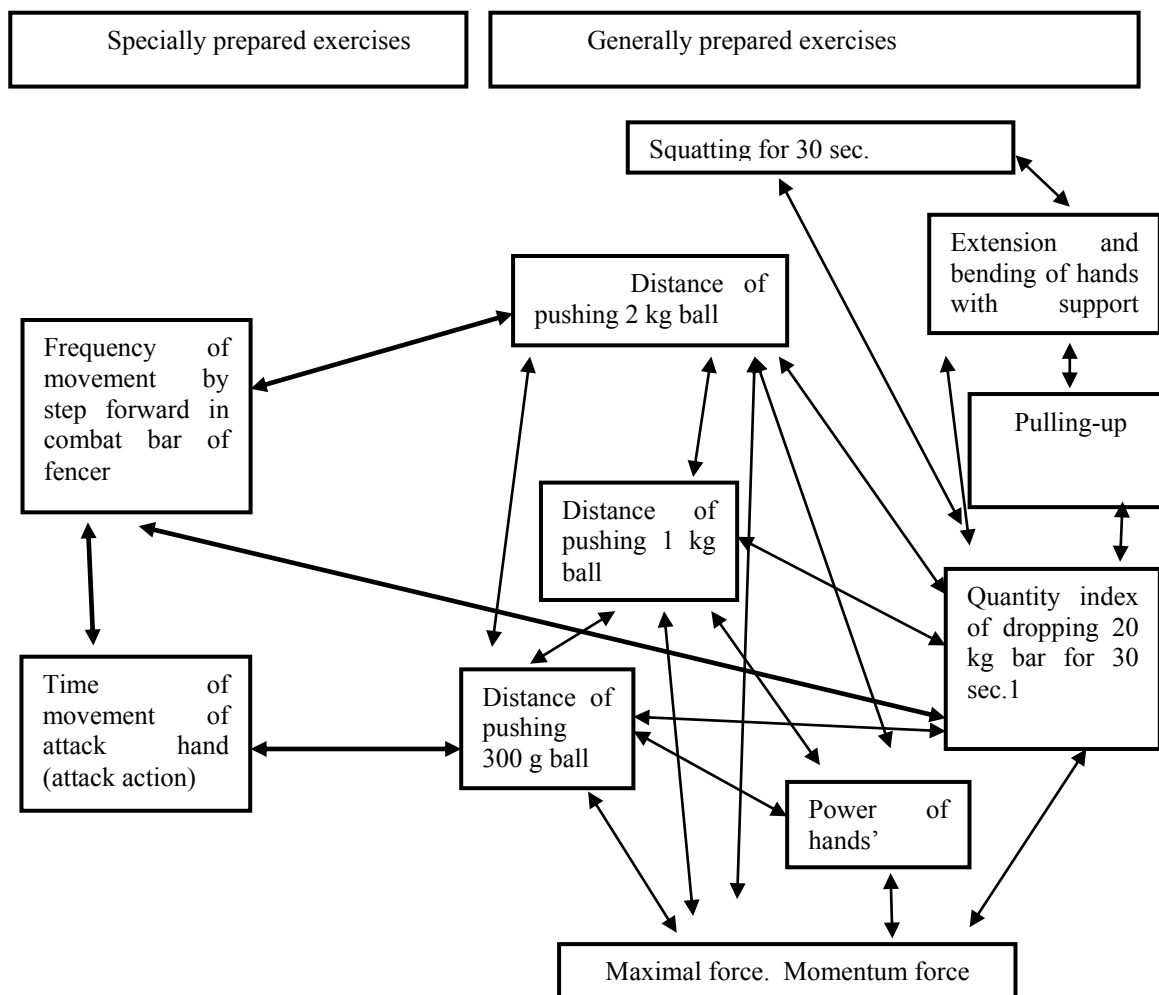 Specially prepared exercises
Generally prepared exercises
Squatting for 30 sec.
Extension and
bending of hands
with support
Distance of
pushing 2 kg ball
Frequency of
movement by
step forward in
combat bar of
fencer
Pulling-up
Distance of
pushing 1 kg
ball
Quantity index
of dropping 20
kg bar for 30
sec.1
Time of
movement of
attack hand
(attack action)
Distance of
pushing
300 g ball
Power of
hands’
Maximal force. Momentum force